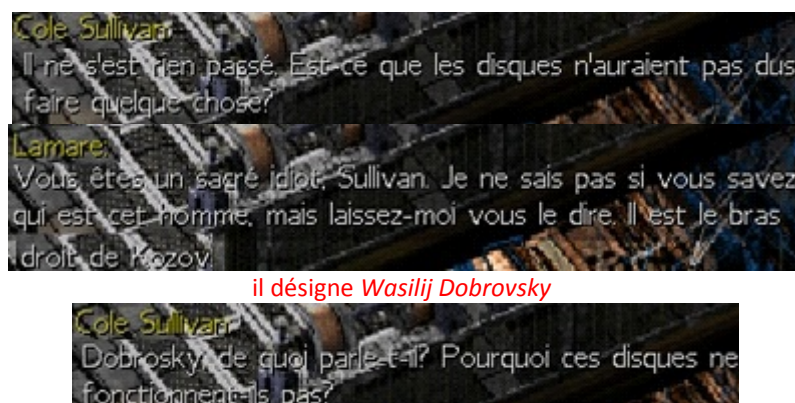 Cole Sullivan:
Il ne s'est rien passé. Est-ce que les disques n'auraient pas dus
faire quelque chose?
Lamare:
Vous êtes un sagré idiot, Sullivan. Je ne sais pas si vous savez
qui est cet homme, mais laissez-moi vous le dire. Il est le bras
droit de Kozov.
il désigne Wasilij Dobrovsky
Cole Sullivan:
Dobrosky, de quoi parle-t-il? Pourquoi ces disques ne
fonctionnent-ils pas?